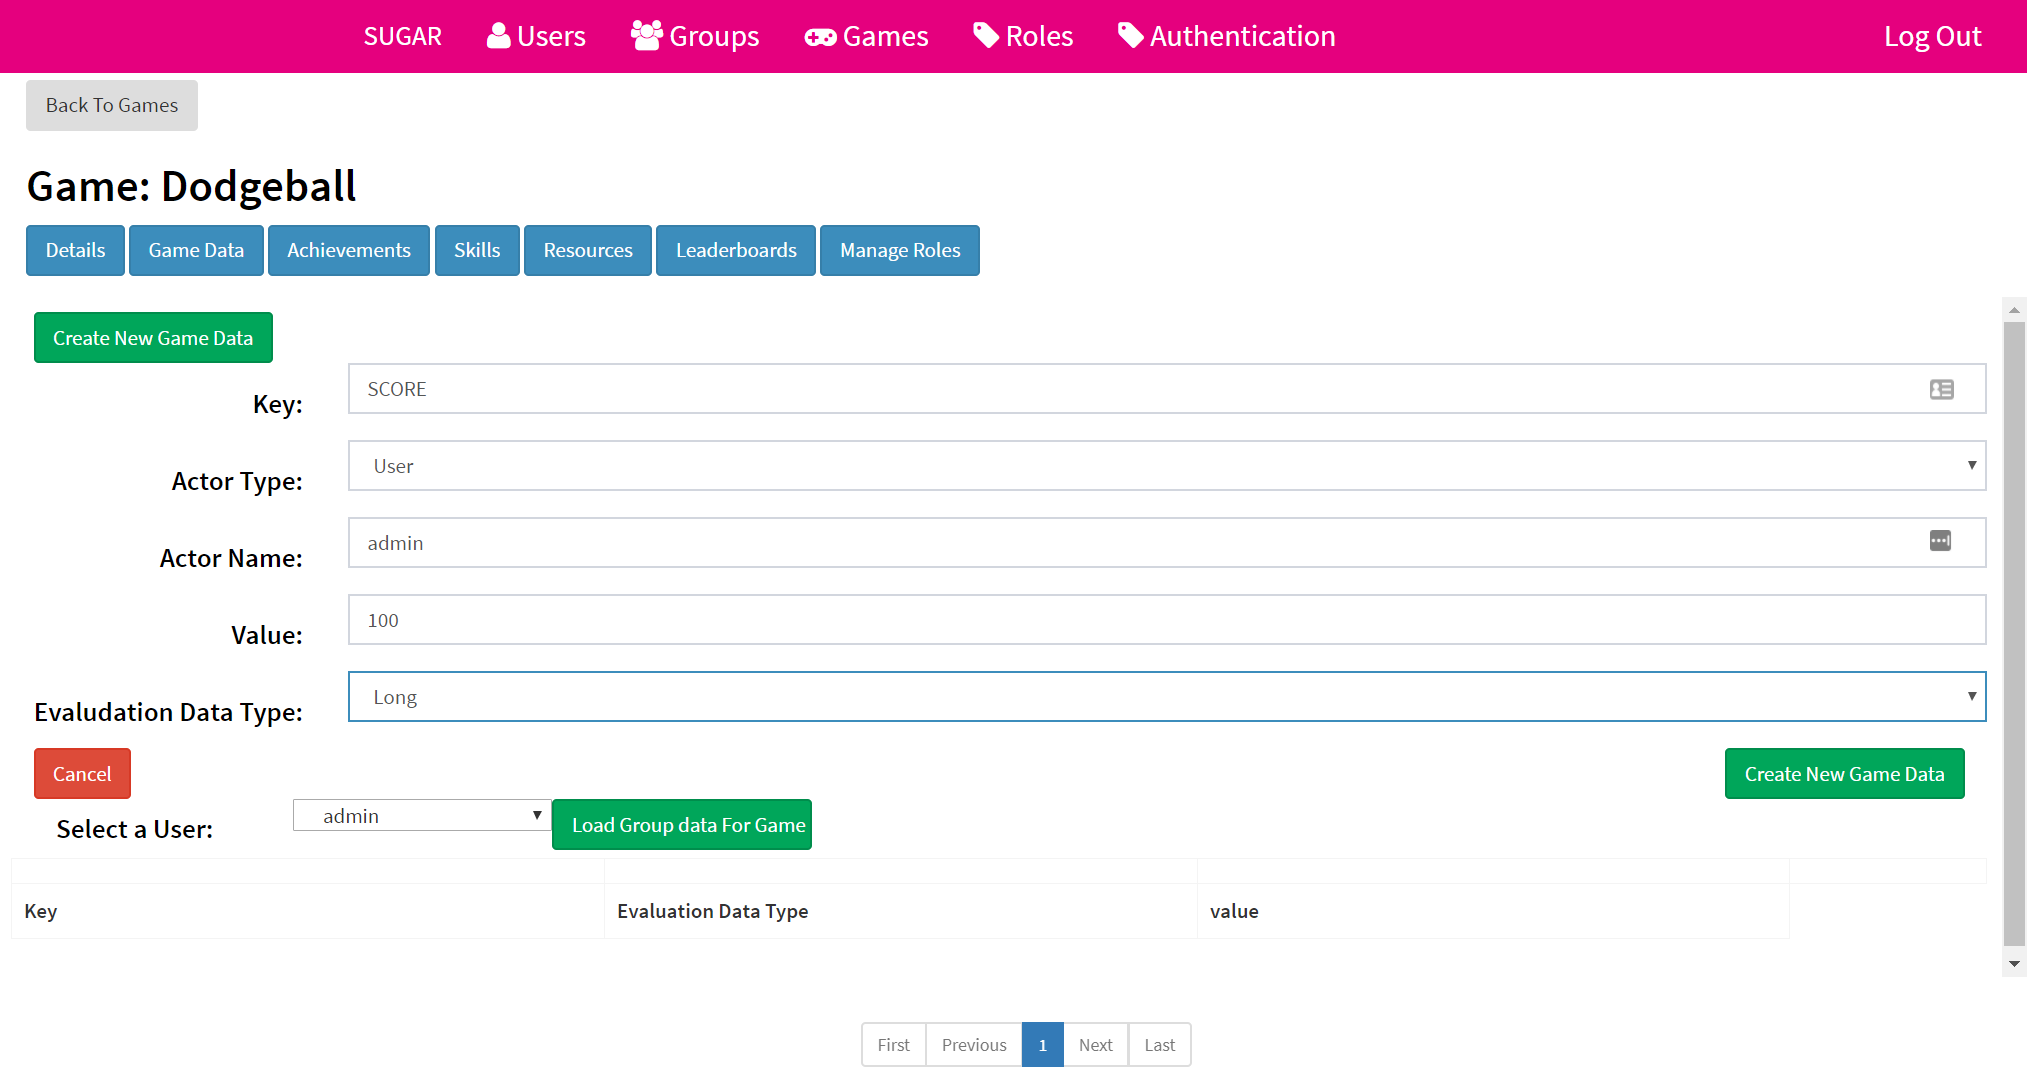 SUGAR Users Groups Games Roles Authentication Log Out
Back To Games
Game: Dodgeball
Details Game Data Achievements Skills Resources Leaderboards Manage Roles
Create New Game Data
Key: SCORE
Actor Type: User
Actor Name: admin
Value: 100
Evaludation Data Type: Long
Cancel Create New Game Data
Select a User: admin Load Group data For Game
Key Evaluation Data Type value
First Previous 1 Next Last